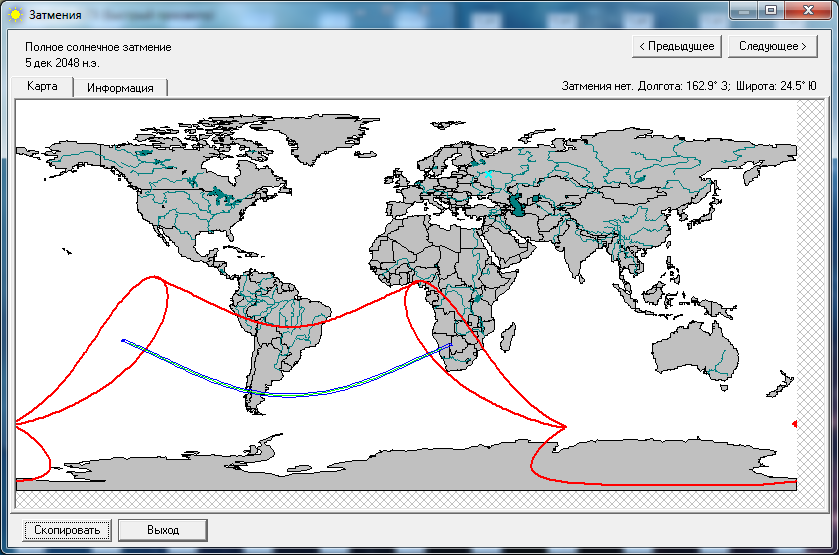 Затмения
Полное солнечное затмение
5 дек 2048 н.э.
< Предыдущее
Следующее >
Карта
Информация
Затмения нет. Долгота: 162.9° З; Широта: 24.5° Ю
Скопировать
Выход